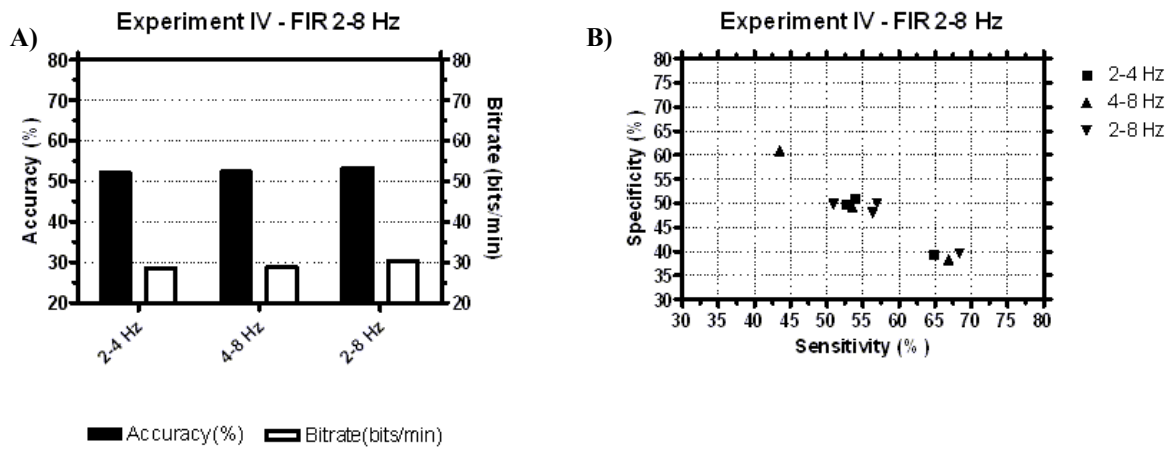 A)
Experiment IV - FIR 2-8 Hz
80
70
60
50
40
30
20
Accuracy (%)
80
70
60
50
40
30
20
Bitrate (bits/min)
2-4 Hz
4-8 Hz
2-8 Hz
Accuracy(%)
Bitrate(bits/min)
B)
Experiment IV - FIR 2-8 Hz
80
75
70
65
60
55
50
45
40
35
30
Specificity (%)
30 35 40 45 50 55 60 65 70 75 80
Sensitivity (%)
2-4 Hz
4-8 Hz
2-8 Hz